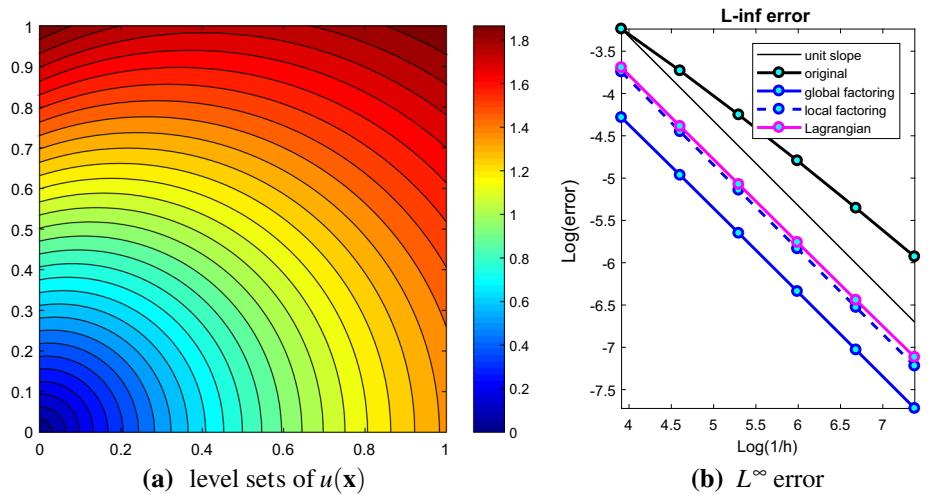 L-inf error
1
0.9
0.8
0.7
0.6
0.5
0.4
0.3
0.2
0.1
0
0 0.2 0.4 0.6 0.8 1
1.8
1.6
1.4
1.2
1
0.8
0.6
0.4
0.2
0
Log(error)
-3.5
-4
-4.5
-5
-5.5
-6
-6.5
-7
-7.5
unit slope
original
global factoring
local factoring
Lagrangian
4 4.5 5 5.5 6 6.5 7
Log(1/h)
(a) level sets of u(x)
(b) L∞ error